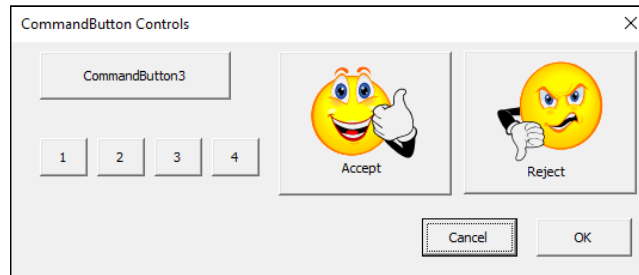 CommandButton Controls
CommandButton3
1 2 3 4
Accept
Reject
Cancel OK